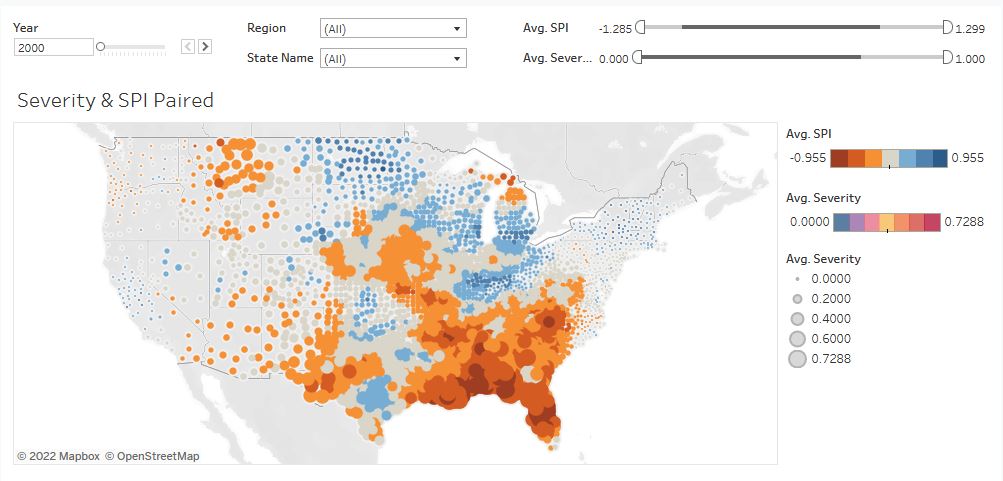 Year
2000
Region
(All)
State Name
(All)
Avg. SPI
-1.285
1.299
Avg. Sever...
0.000
1.000
Severity & SPI Paired
© 2022 Mapbox © OpenStreetMap
Avg. SPI
-0.955
0.955
Avg. Severity
0.0000
0.7288
Avg. Severity
0.0000
0.2000
0.4000
0.6000
0.7288